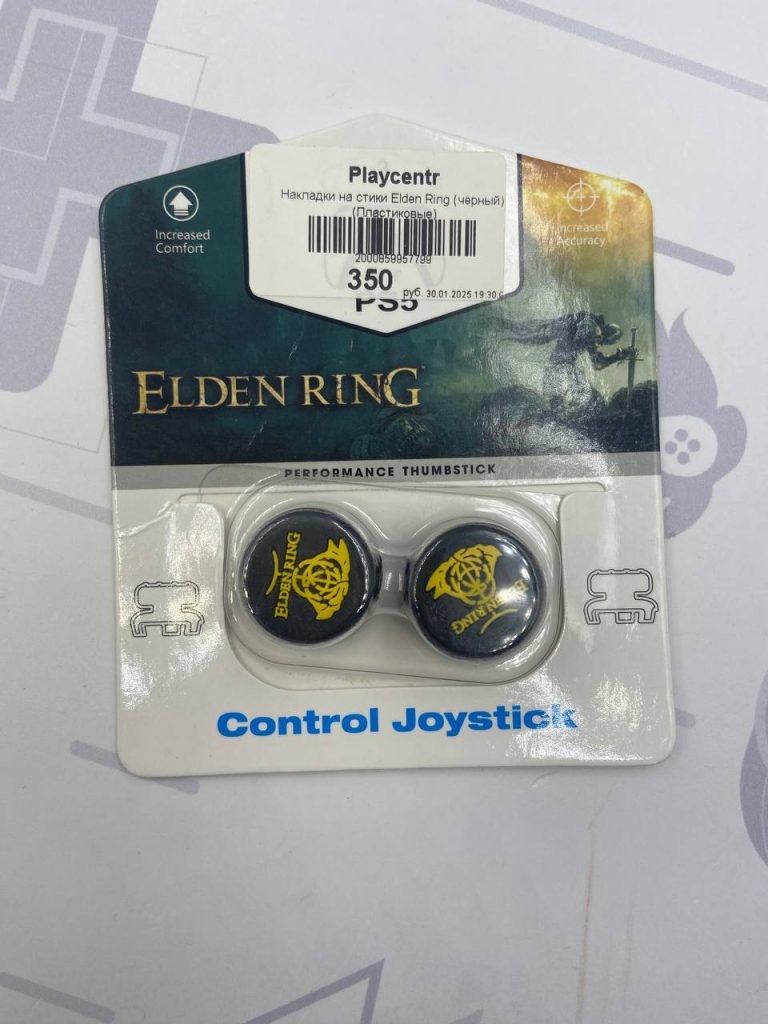 Playcentr
Накладки на стики Elden Ring (черный)
(Пластиковые)
2000859957799
350 руб. 30.01.2025 19:30:0
PS5
Increased
Comfort
Increased
Accuracy
ELDEN RING
PERFORMANCE THUMBSTICK
ELDEN RING
ELDEN RING
Control Joystick